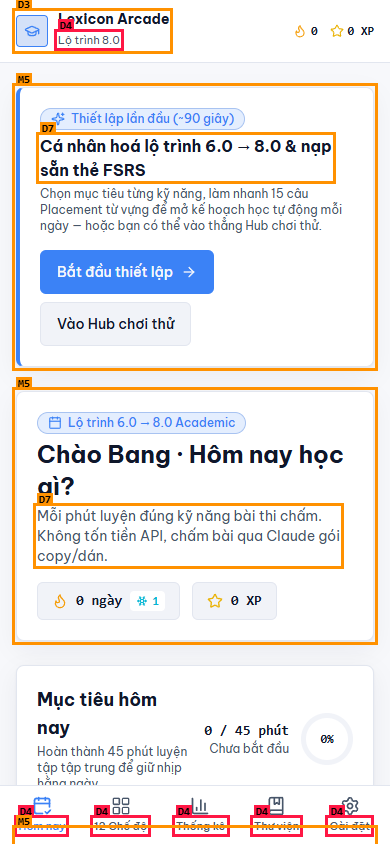 D3
Lexicon Arcade
D4
Lộ trình 8.0
0
0 XP
M5
Thiết lập lần đầu (~90 giây)
D7
Cá nhân hoá lộ trình 6.0 → 8.0 & nạp
sẵn thẻ FSRS
Chọn mục tiêu từng kỹ năng, làm nhanh 15 câu
Placement từ vựng để mở kế hoạch học tự động mỗi
ngày — hoặc bạn có thể vào thẳng Hub chơi thử.
Bắt đầu thiết lập →
Vào Hub chơi thử
M5
Lộ trình 6.0 → 8.0 Academic
Chào Bang · Hôm nay học
gì?
D7
Mỗi phút luyện đúng kỹ năng bài thi chấm.
Không tốn tiền API, chấm bài qua Claude gói
copy/dán.
0 ngày 1
0 XP
Mục tiêu hôm
nay
Hoàn thành 45 phút luyện
tập tập trung để giữ nhịp
hằng ngày
0 / 45 phút
Chưa bắt đầu
0%
D4 D4 D4 D4 D4
M5
Hôm nay 12 Chế độ Thống kê Thư viện Cài đặt